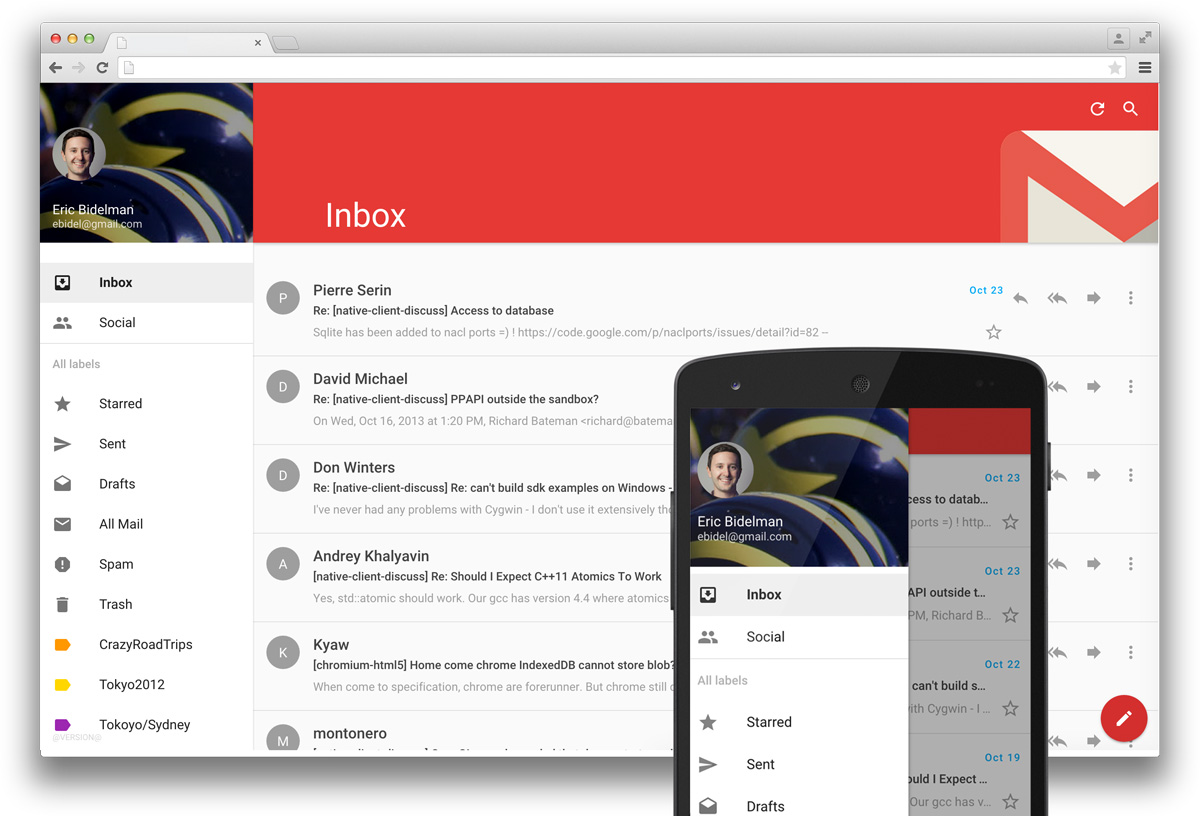 Eric Bidelman
ebidel@gmail.com
Inbox
Inbox
Social
All labels
Starred
Sent
Drafts
All Mail
Spam
Trash
CrazyRoadTrips
Tokyo2012
Tokoyo/Sydney
@VERSION@
P
Pierre Serin
Oct 23
Re: [native-client-discuss] Access to database
Sqlite has been added to nacl ports =) ! https://code.google.com/p/naclports/issues/detail?id=82 --
D
David Michael
Re: [native-client-discuss] PPAPI outside the sandbox?
On Wed, Oct 16, 2013 at 1:20 PM, Richard Bateman <richard@batema
D
Don Winters
Re: [native-client-discuss] Re: can't build sdk examples on Windows -
I've never had any problems with Cygwin - I don't use it extensively tho
A
Andrey Khalyavin
[native-client-discuss] Re: Should I Expect C++11 Atomics To Work
Yes, std::atomic should work. Our gcc has version 4.4 where atomics
K
Kyaw
[chromium-html5] Home come chrome IndexedDB cannot store blob?
When come to specification, chrome are forerunner. But chrome still
M
montonero
Eric Bidelman
ebidel@gmail.com
Inbox
Social
All labels
Starred
Sent
Drafts
Oct 23
cess to datab...
ports =) ! http...
Oct 23
API outside t...
PM, Richard B...
Oct 22
can't build s...
with Cygwin - I ...
Oct 19
ould I Expect ...
Our gcc has v...